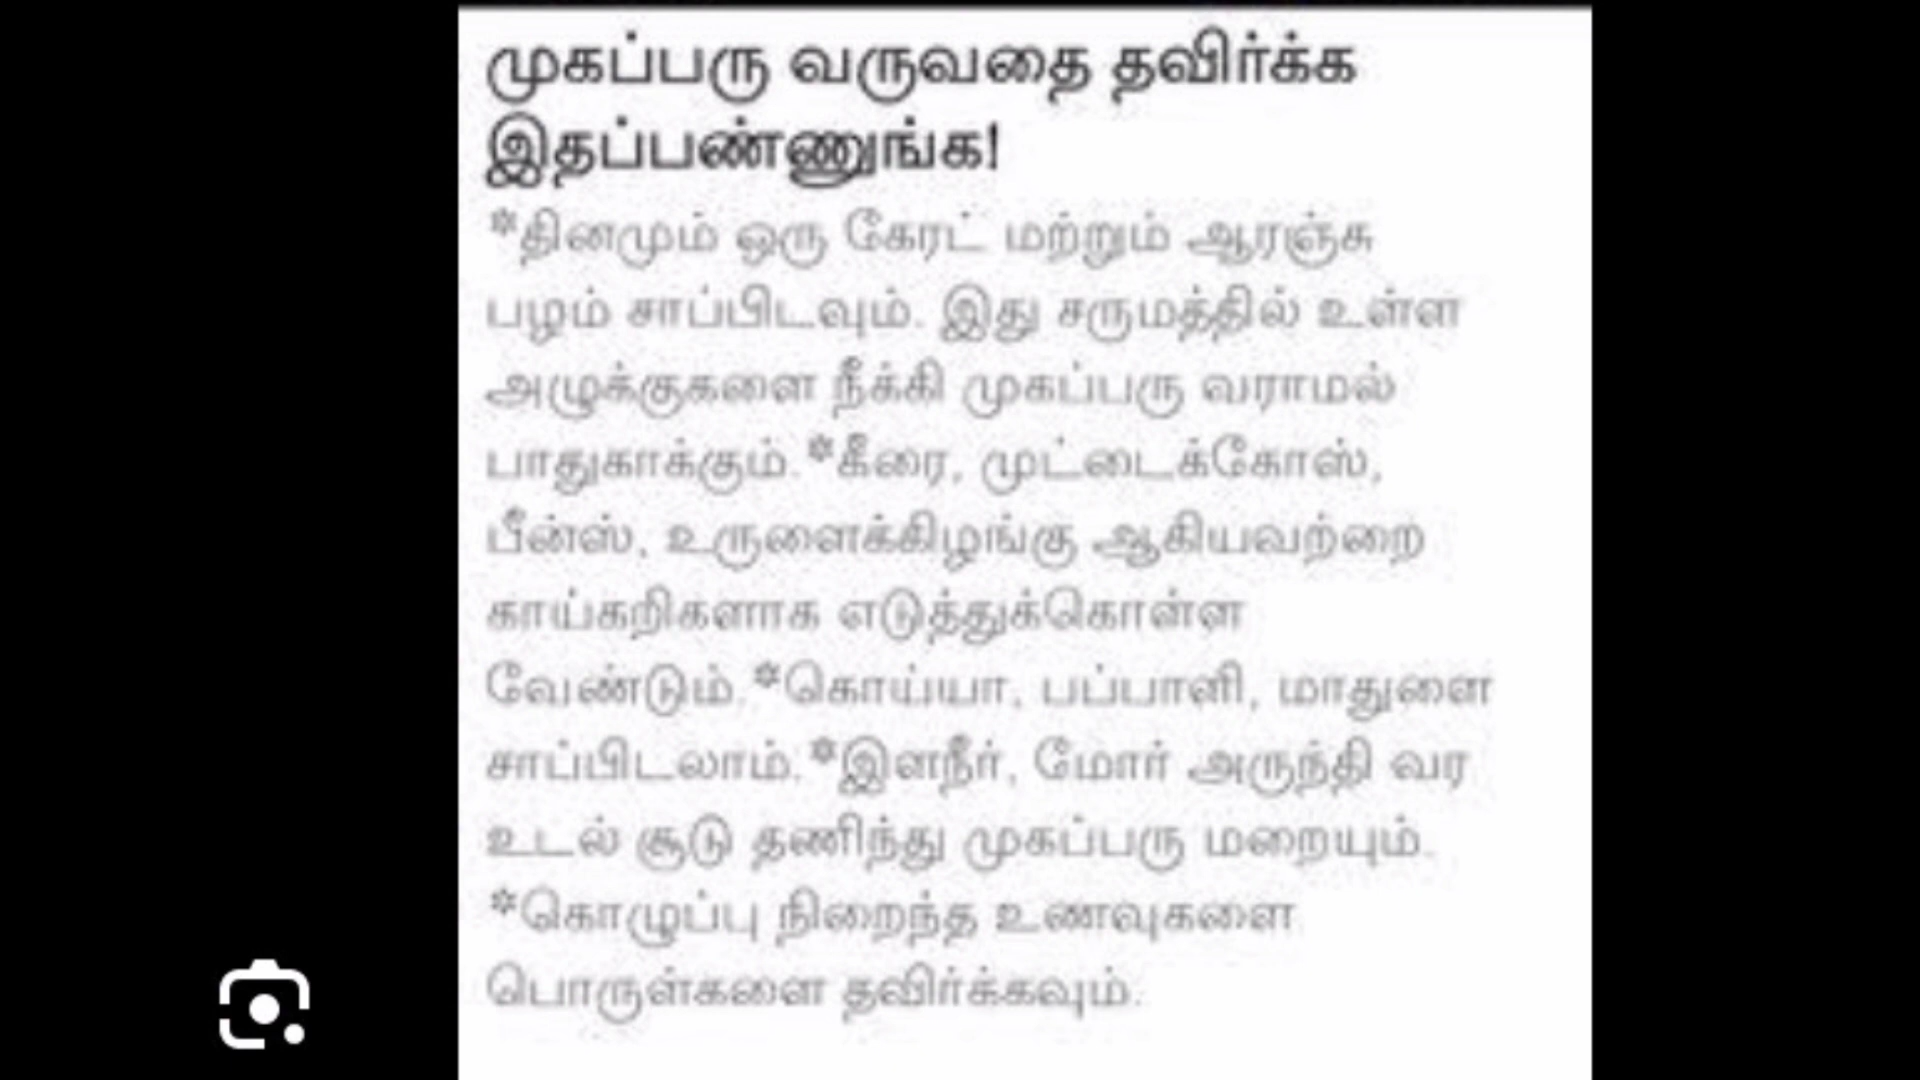 முகப்பரு வருவதை தவிர்க்க
இதப்பண்ணுங்க!
*தினமும் ஒரு கேரட் மற்றும் ஆரஞ்சு
பழம் சாப்பிடவும். இது சருமத்தில் உள்ள
அழுக்குகளை நீக்கி முகப்பரு வராமல்
பாதுகாக்கும்.*கீரை, முட்டைக்கோஸ்,
பீன்ஸ், உருளைக்கிழங்கு ஆகியவற்றை
காய்கறிகளாக எடுத்துக்கொள்ள
வேண்டும்.*கொய்யா, பப்பாளி, மாதுளை
சாப்பிடலாம்.*இளநீர், மோர் அருந்தி வர
உடல் சூடு தணிந்து முகப்பரு மறையும்.
*கொழுப்பு நிறைந்த உணவுகளை
பொருள்களை தவிர்க்கவும்.